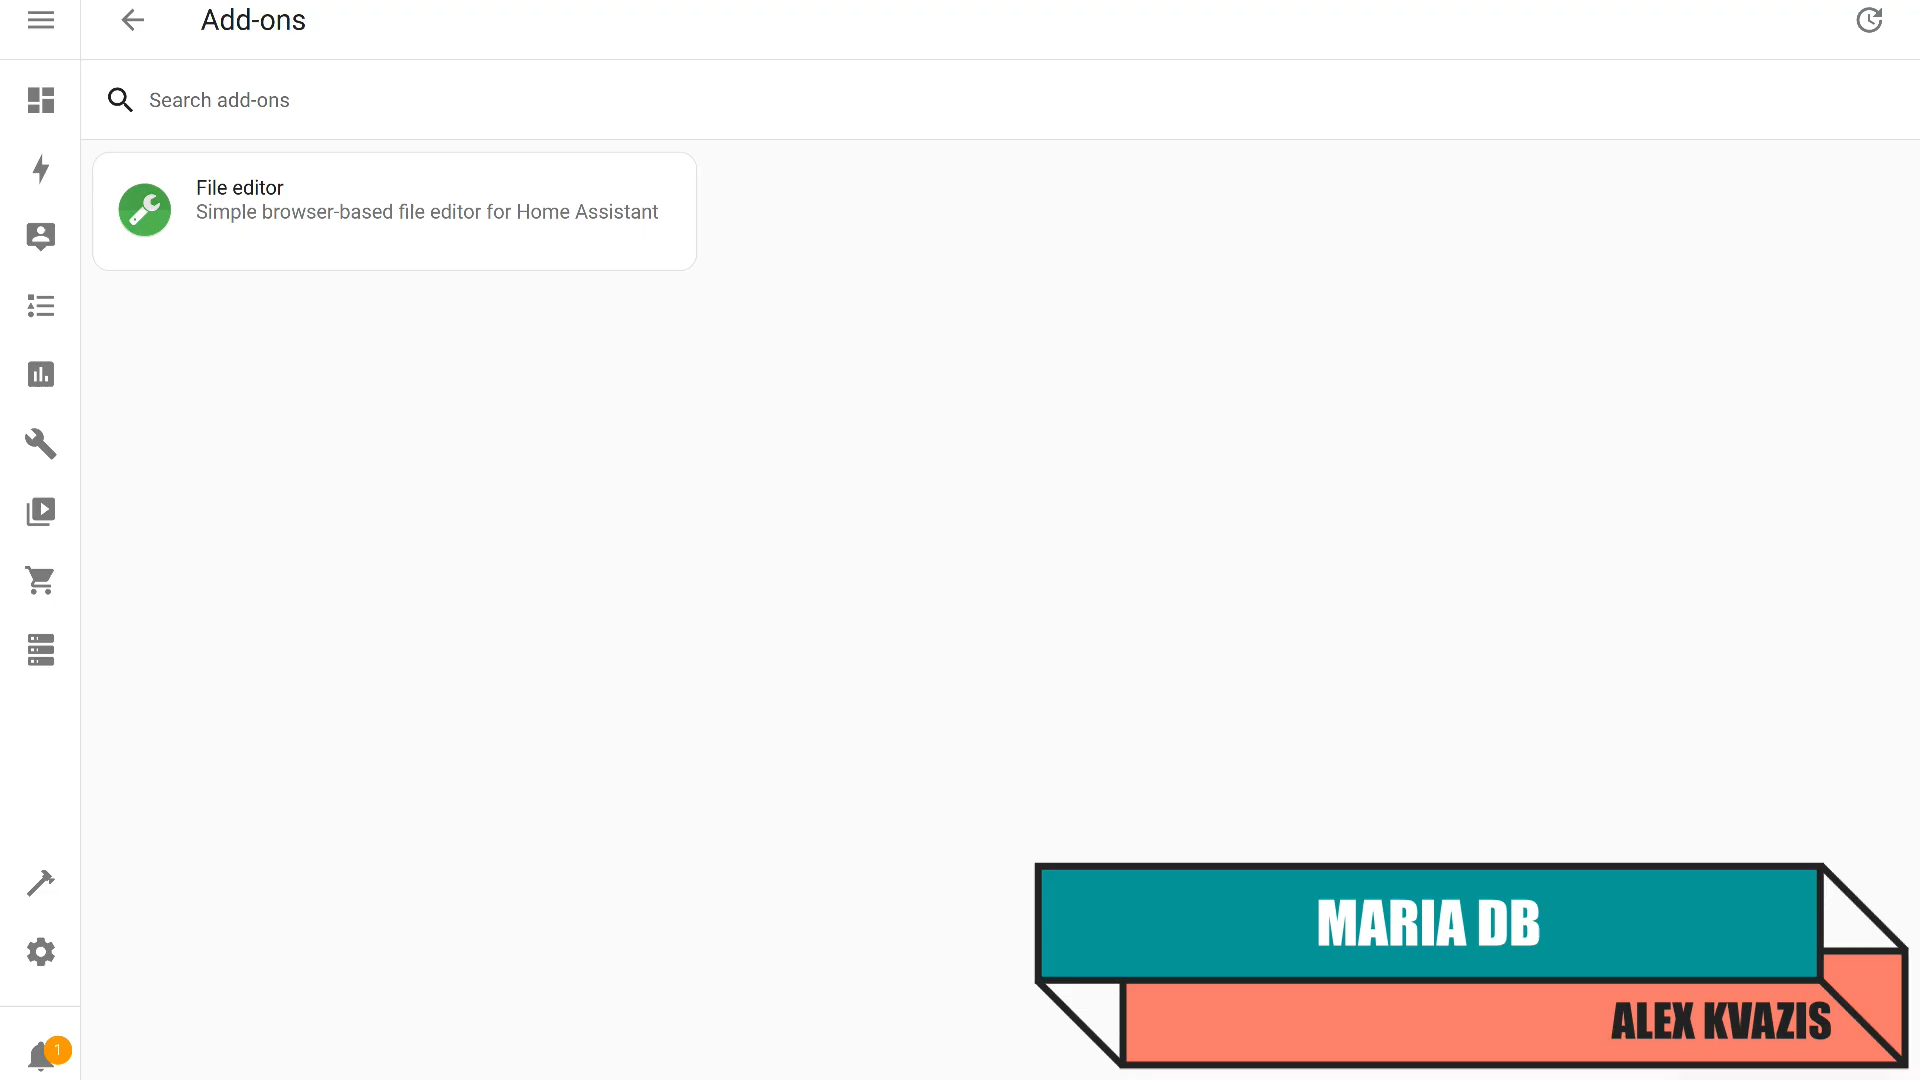 Add-ons
Search add-ons
File editor
Simple browser-based file editor for Home Assistant
MARIA DB
ALEX KVAZIS
1